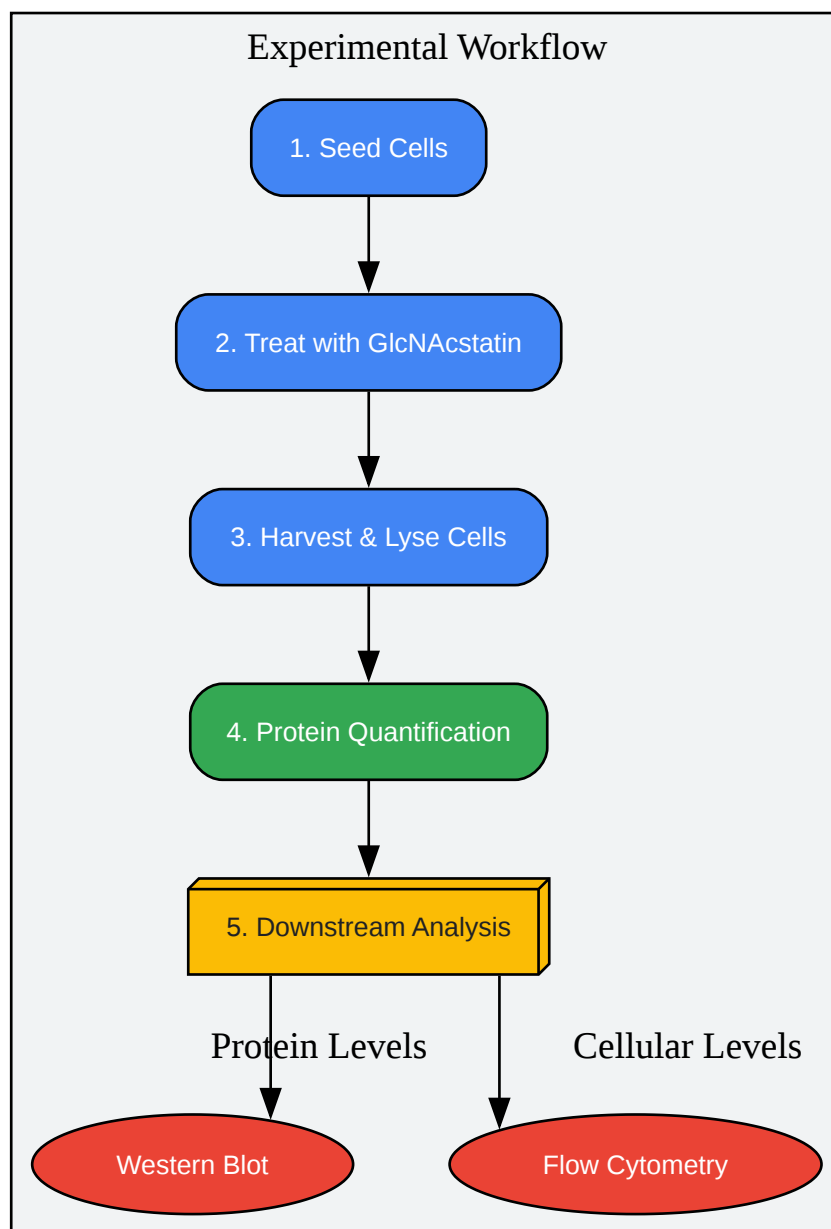 Experimental Workflow
1. Seed Cells
2. Treat with GlcNAcstatin
3. Harvest & Lyse Cells
4. Protein Quantification
5. Downstream Analysis
Protein Levels
Cellular Levels
Western Blot
Flow Cytometry